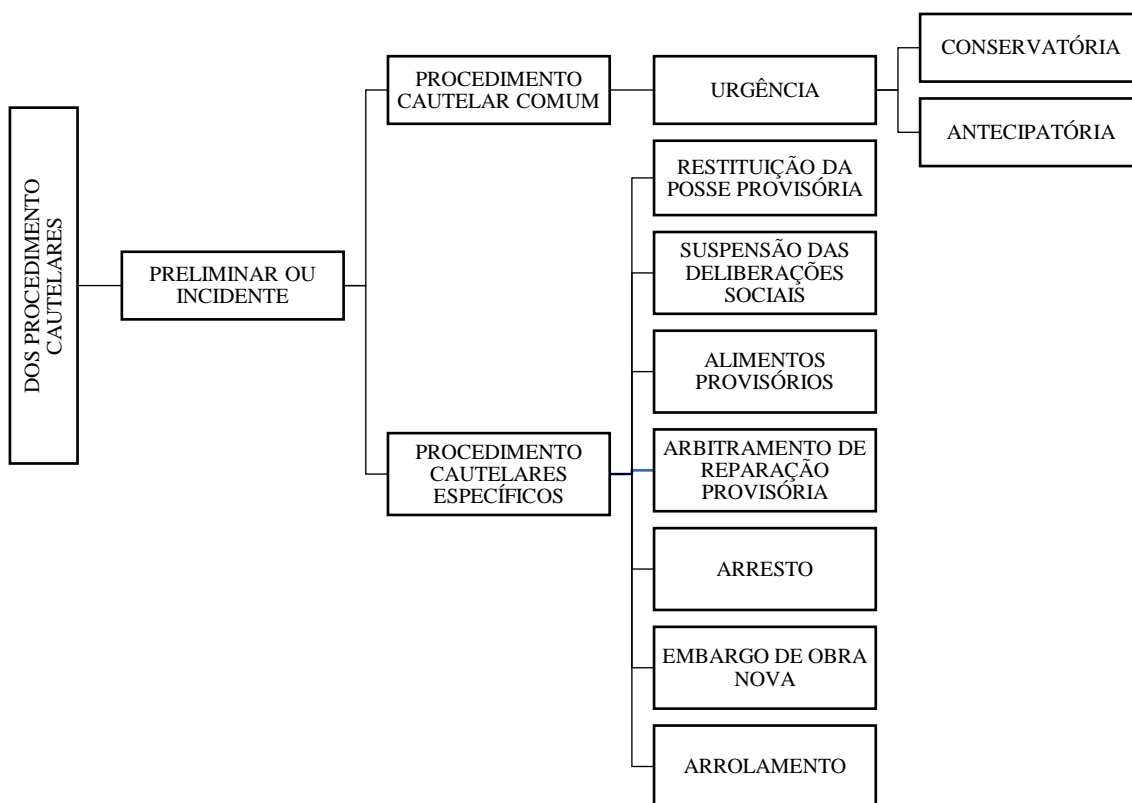 DOS PROCEDIMENTO
CAUTELARES
PRELIMINAR OU
INCIDENTE
PROCEDIMENTO
CAUTELAR COMUM
URGÊNCIA
CONSERVATÓRIA
ANTECIPATÓRIA
PROCEDIMENTO
CAUTELARES
ESPECÍFICOS
RESTITUIÇÃO DA
POSSE PROVISÓRIA
SUSPENSÃO DAS
DELIBERAÇÕES
SOCIAIS
ALIMENTOS
PROVISÓRIOS
ARBITRAMENTO DE
REPARAÇÃO
PROVISÓRIA
ARRESTO
EMBARGO DE OBRA
NOVA
ARROLAMENTO